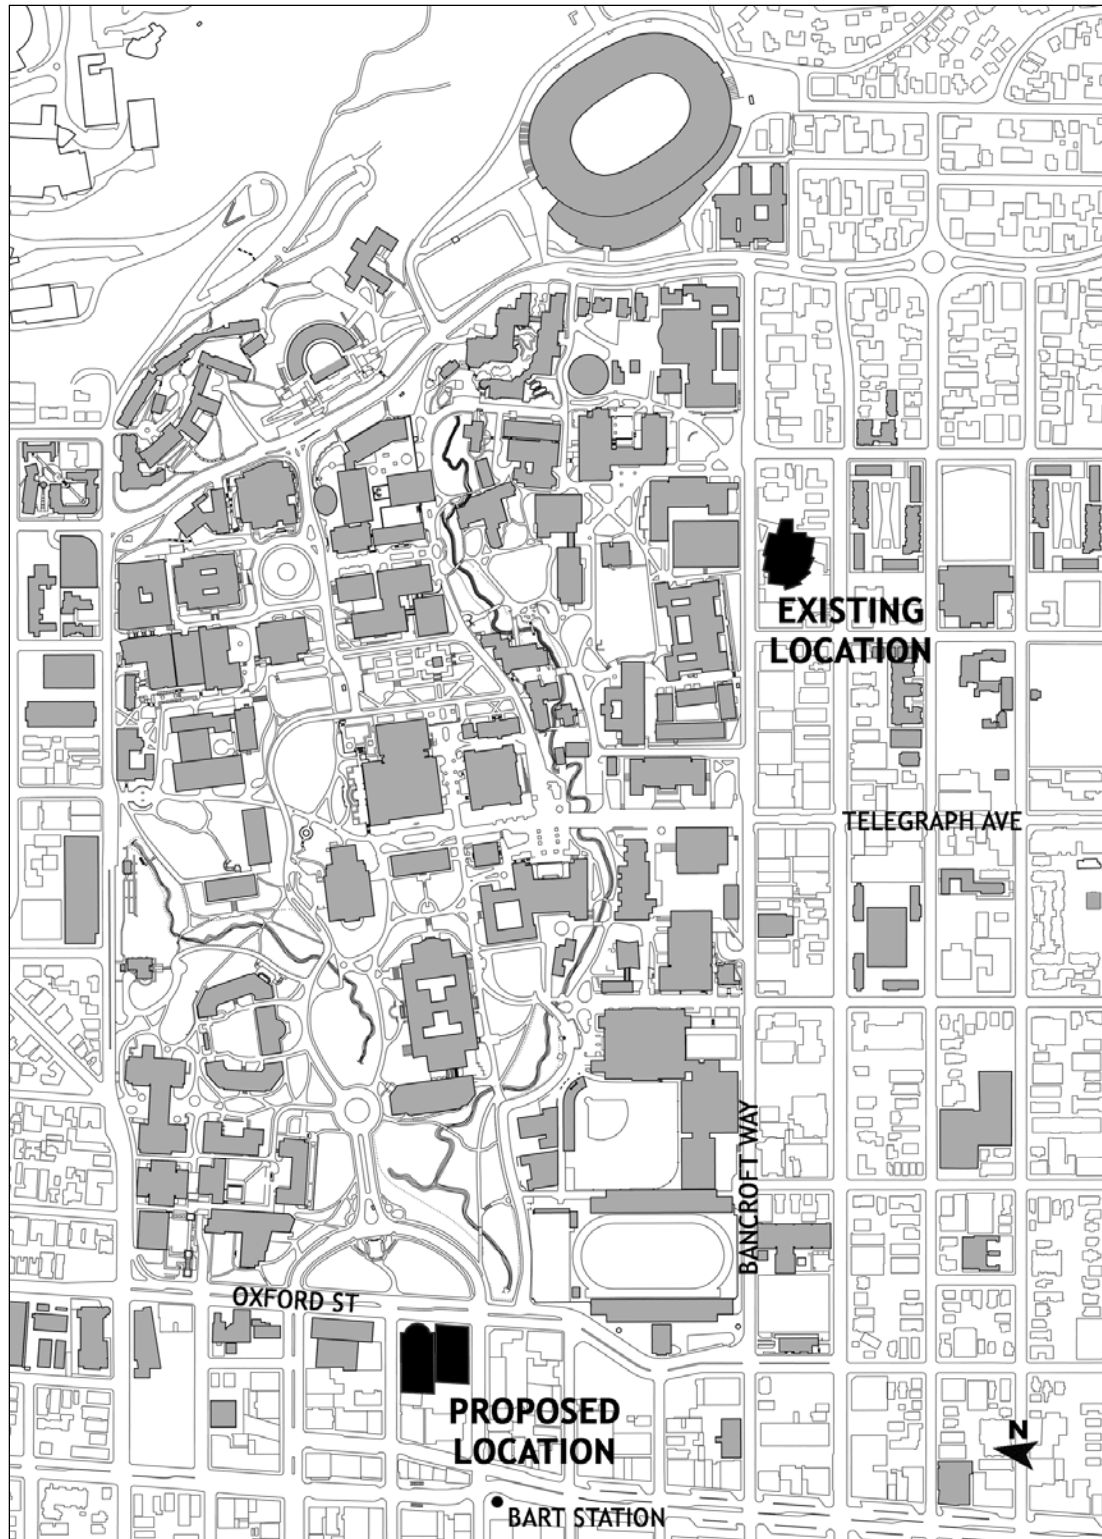 EXISTING
LOCATION
TELEGRAPH AVE
BANCROFT WAY
OXFORD ST
PROPOSED
LOCATION
N
BART STATION